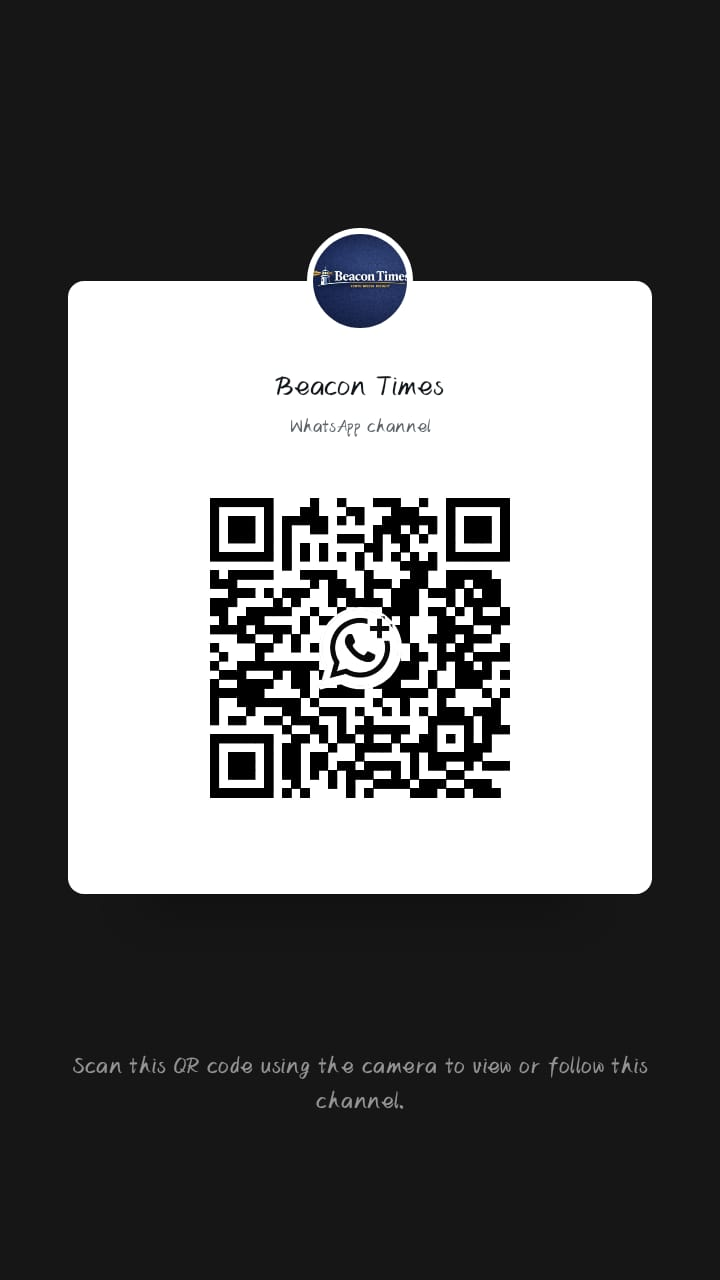 Beacon Times
Beacon Times
WhatsApp channel
Scan this QR code using the camera to view or follow this
channel.